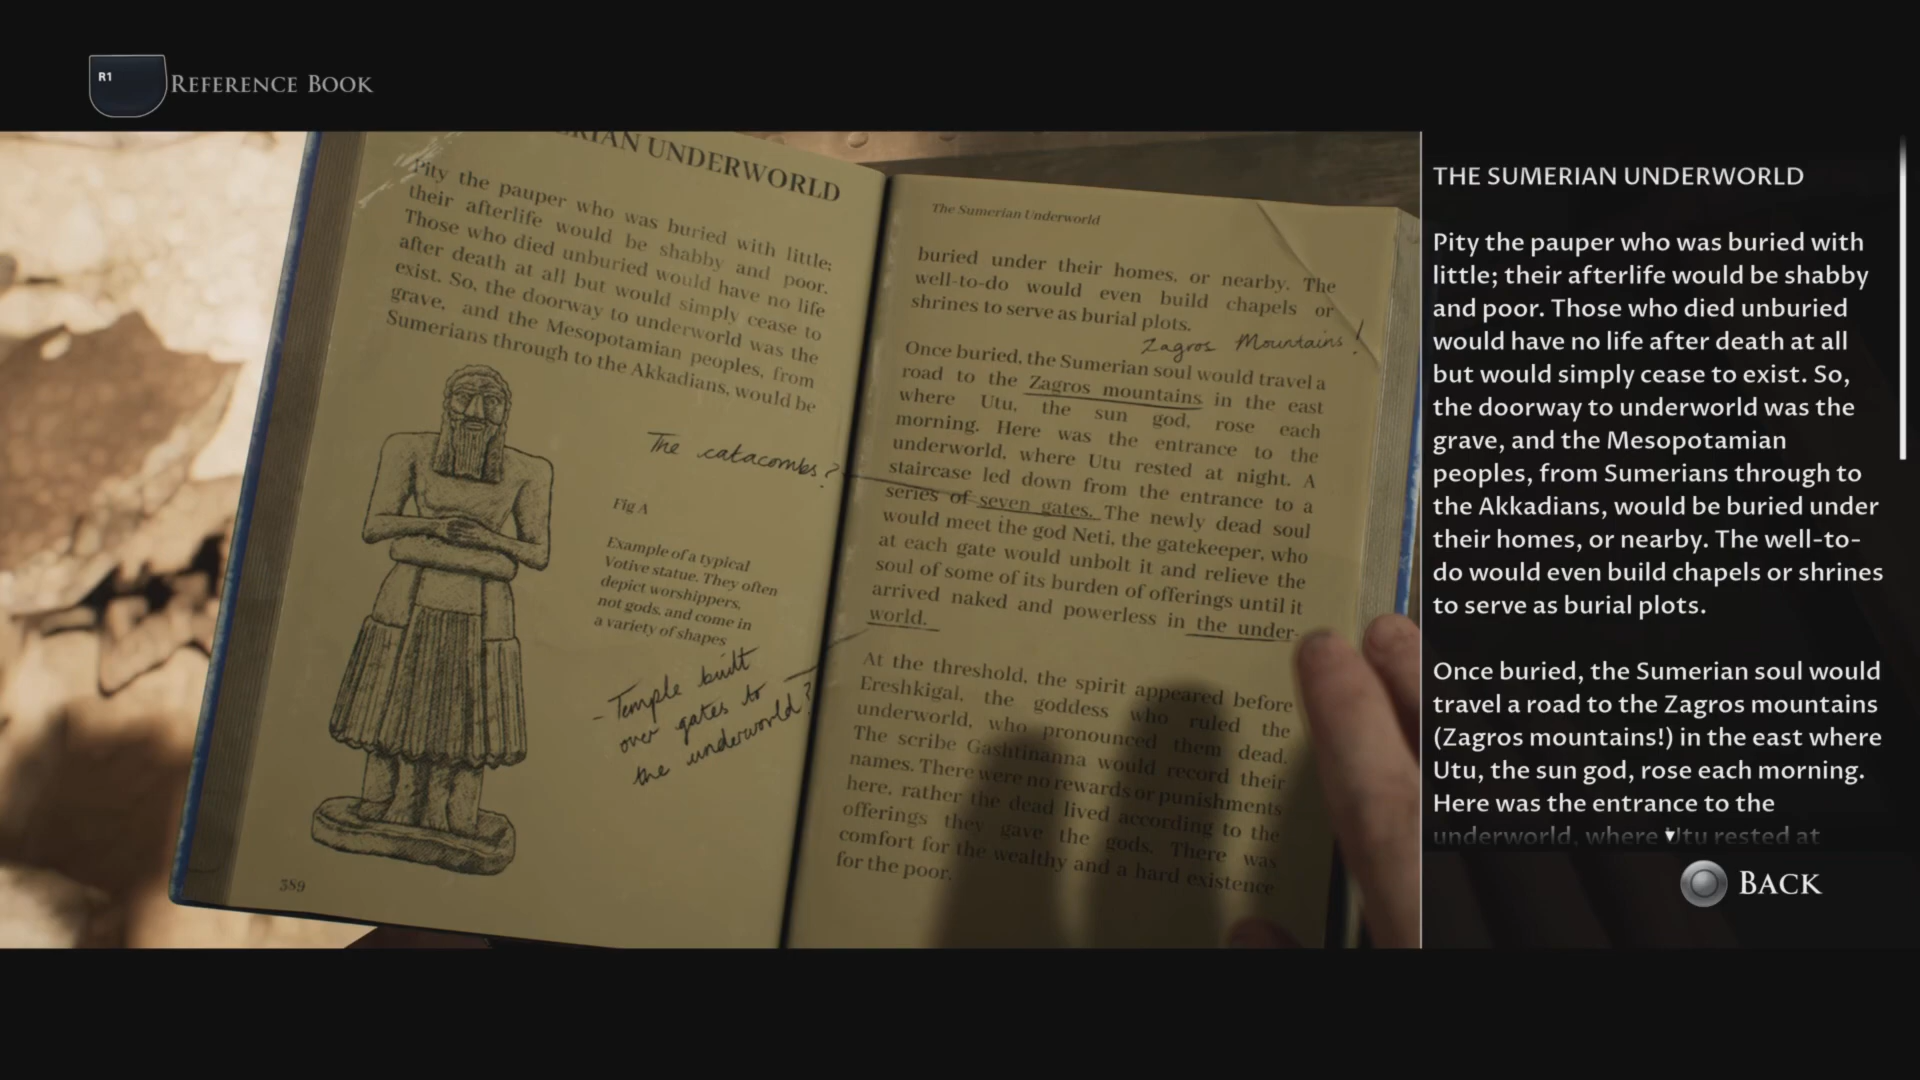 R1
REFERENCE BOOK
RIAN UNDERWORLD
Pity the pauper who was buried with little;
their afterlife would be shabby and poor.
Those who died unburied would have no life
after death at all but would simply cease to
exist. So, the doorway to underworld was the
grave, and the Mesopotamian peoples, from
Sumerians through to the Akkadians, would be
The catacombs?
Fig A
Example of a typical
Votive statue. They often
depict worshippers,
not gods, and come in
a variety of shapes
- Temple built
over gates to
the underworld?
389
The Sumerian Underworld
buried under their homes, or nearby. The
well-to-do would even build chapels or
shrines to serve as burial plots.
Zagros Mountains!
Once buried, the Sumerian soul would travel a
road to the Zagros mountains in the east
where Utu, the sun god, rose each
morning. Here was the entrance to the
underworld, where Utu rested at night. A
staircase led down from the entrance to a
series of seven gates. The newly dead soul
would meet the god Neti, the gatekeeper, who
at each gate would unbolt it and relieve the
soul of some of its burden of offerings until it
arrived naked and powerless in the under-
world.
At the threshold, the spirit appeared before
Ereshkigal, the goddess who ruled the
underworld, who pronounced them dead.
The scribe Gashtinanna would record their
names. There were no rewards or punishments
here, rather the dead lived according to the
offerings they gave the gods. There was
comfort for the wealthy and a hard existence
for the poor.
THE SUMERIAN UNDERWORLD
Pity the pauper who was buried with
little; their afterlife would be shabby
and poor. Those who died unburied
would have no life after death at all
but would simply cease to exist. So,
the doorway to underworld was the
grave, and the Mesopotamian
peoples, from Sumerians through to
the Akkadians, would be buried under
their homes, or nearby. The well-to-
do would even build chapels or shrines
to serve as burial plots.
Once buried, the Sumerian soul would
travel a road to the Zagros mountains
(Zagros mountains!) in the east where
Utu, the sun god, rose each morning.
Here was the entrance to the
underworld, where Utu rested at
BACK